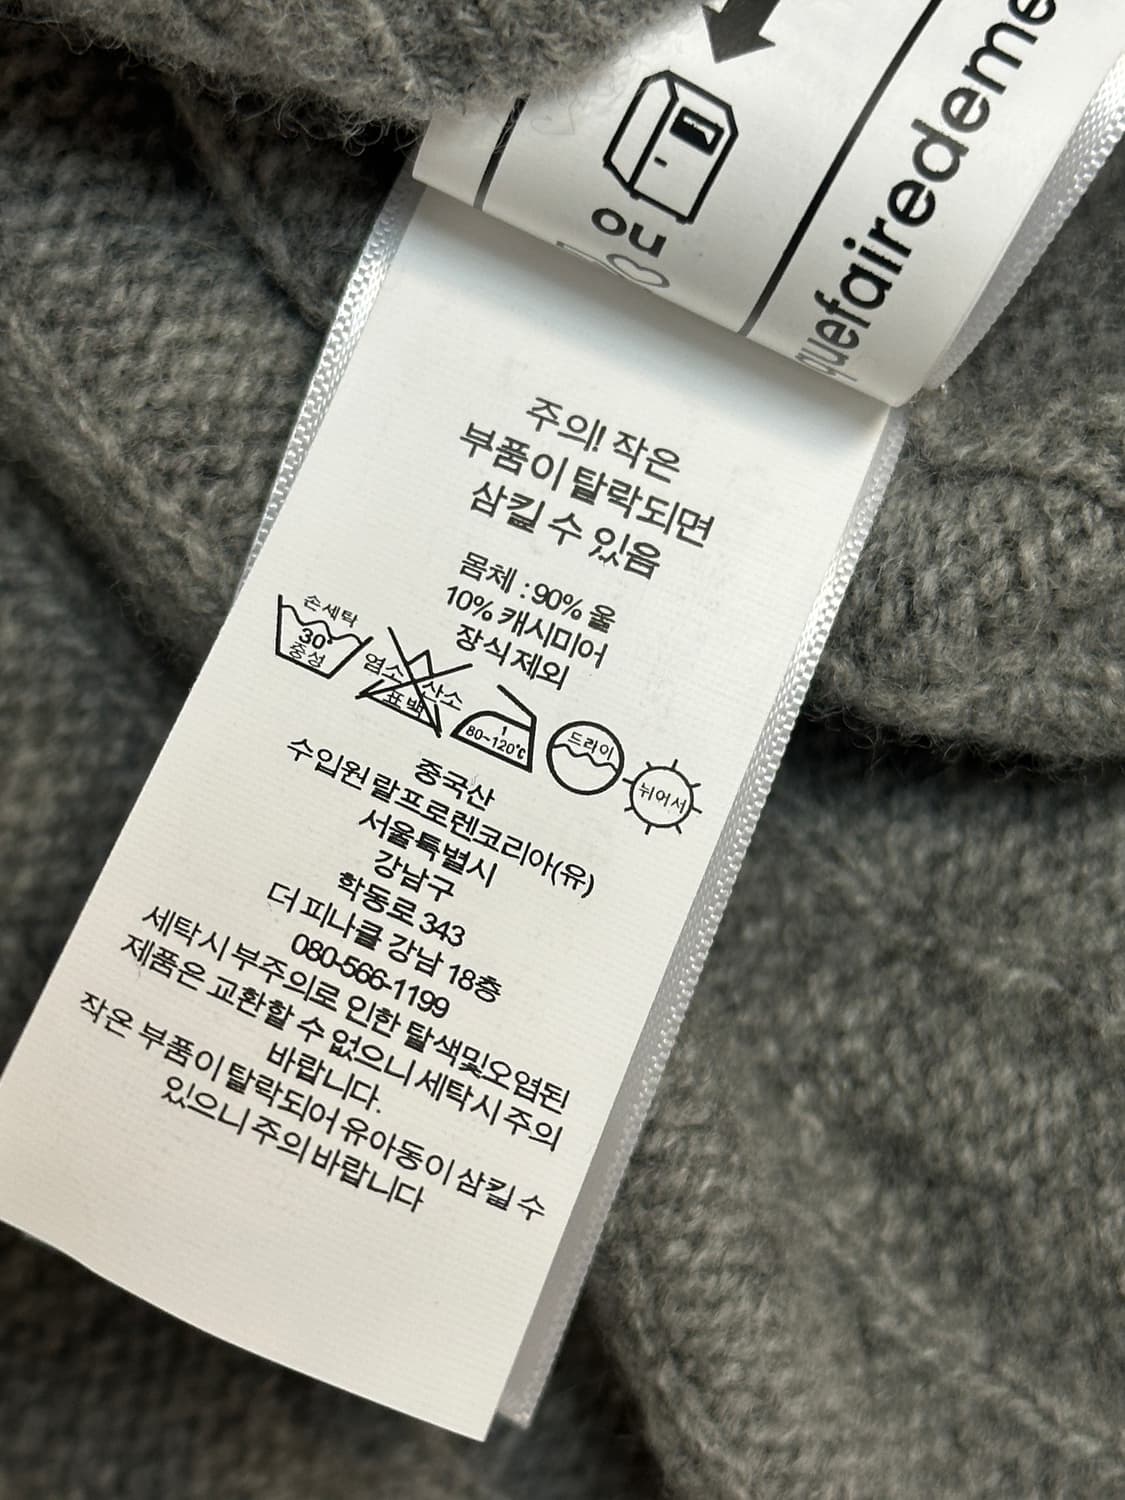 ou
quefairedeme
주의! 작은
부품이 탈락되면
삼킬 수 있음
몸체 : 90% 울
10% 캐시미어
장식 제외
손세탁
30°
중성
염소 산소
표백
1
80~120℃
드라이
뉘어서
중국산
수입원 랄프로렌코리아(유)
서울특별시
강남구
학동로 343
더 피나클 강남 18층
080-566-1199
세탁시 부주의로 인한 탈색및오염된
제품은 교환할 수 없으니 세탁시 주의
바랍니다.
작은 부품이 탈락되어 유아동이 삼킬 수
있으니 주의 바랍니다